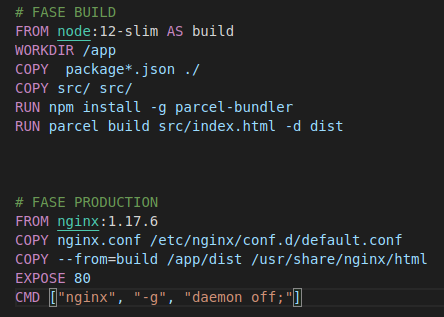 # FASE BUILD
FROM node:12-slim AS build
WORKDIR /app
COPY  package*.json ./
COPY src/ src/
RUN npm install -g parcel-bundler
RUN parcel build src/index.html -d dist
# FASE PRODUCTION
FROM nginx:1.17.6
COPY nginx.conf /etc/nginx/conf.d/default.conf
COPY --from=build /app/dist /usr/share/nginx/html
EXPOSE 80
CMD ["nginx", "-g", "daemon off;"]